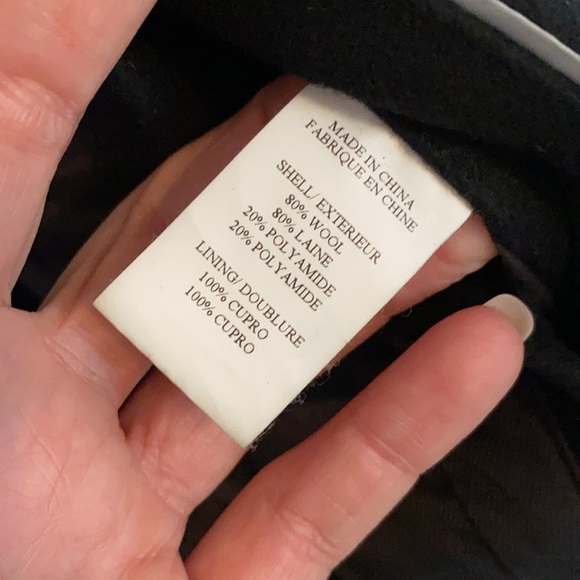 MADE IN CHINA
FABRIQUE EN CHINE
SHELL/ EXTERIEUR
80% WOOL
80% LAINE
20% POLYAMIDE
20% POLYAMIDE
LINING/ DOUBLURE
100% CUPRO
100% CUPRO